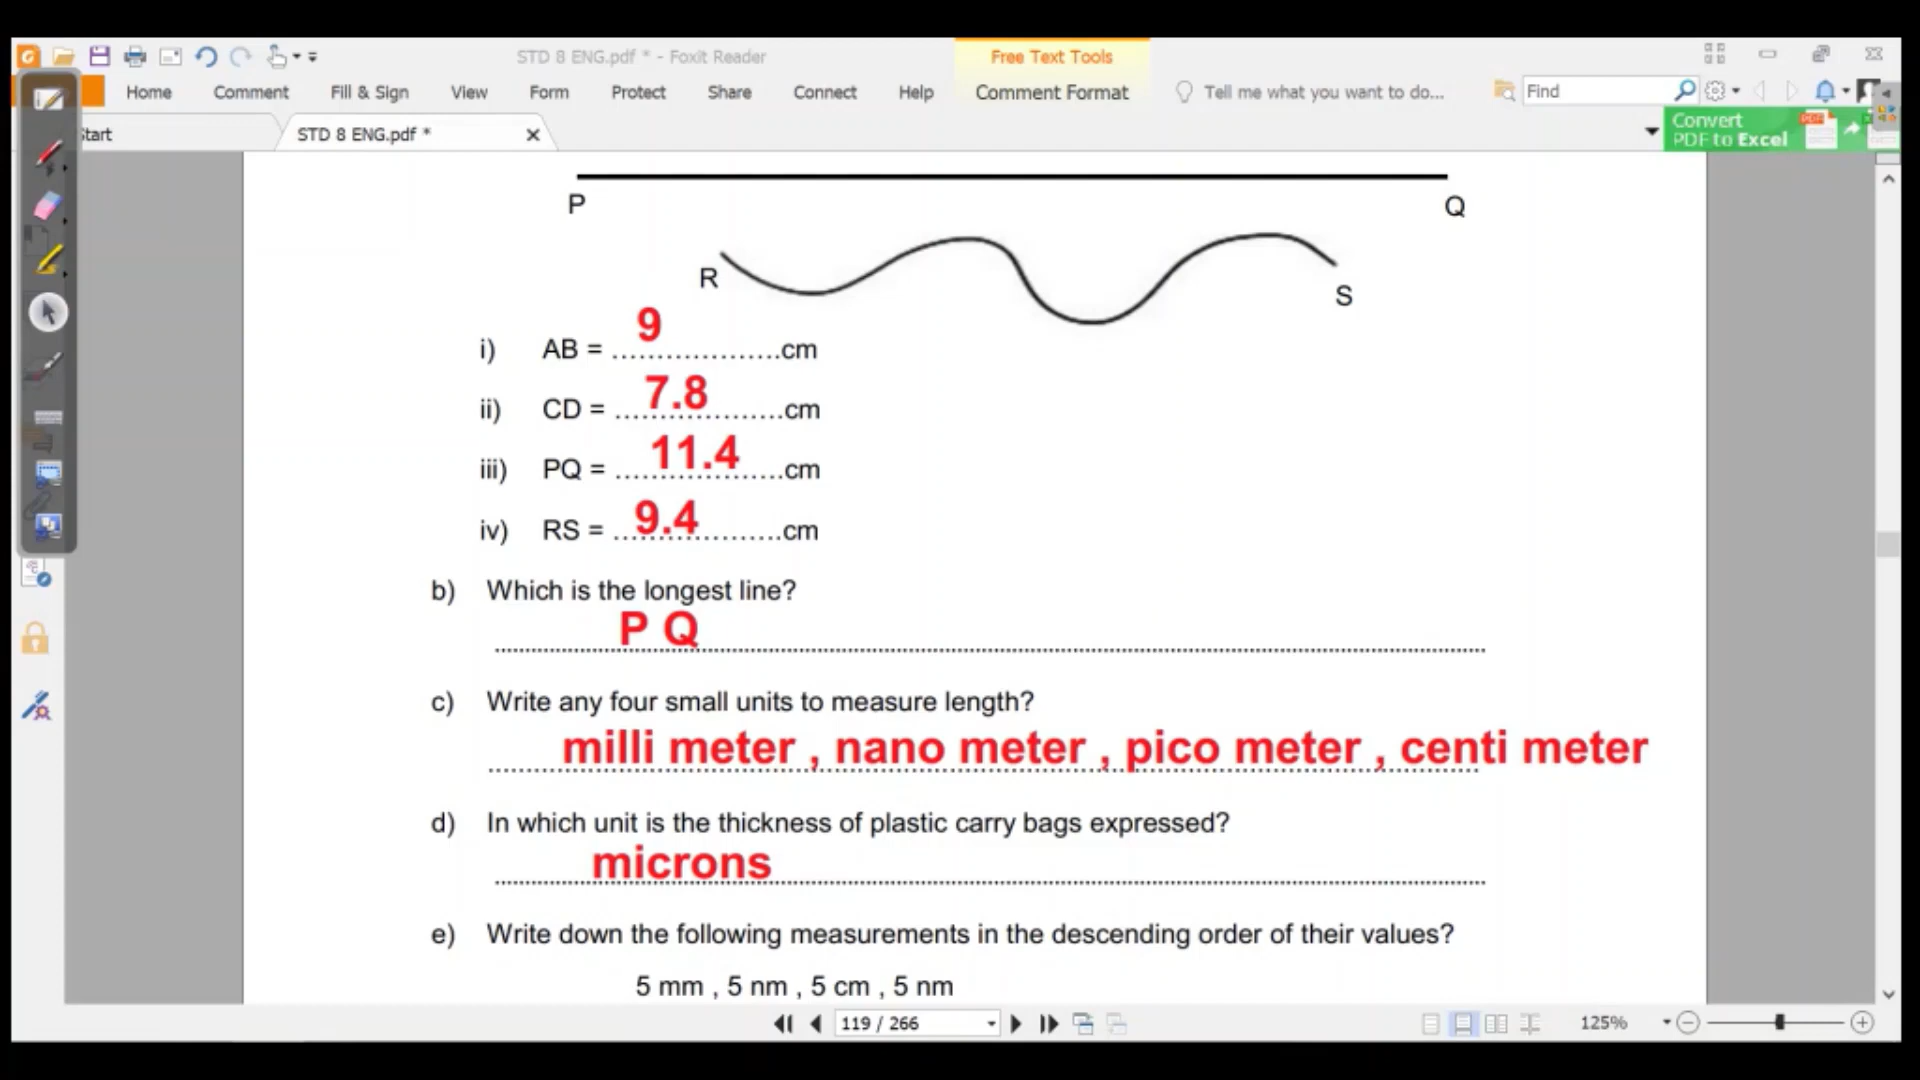 STD 8 ENG.pdf * - Foxit Reader
Free Text Tools
Home Comment Fill & Sign View Form Protect Share Connect Help Comment Format Tell me what you want to do... Find
STD 8 ENG.pdf *
Convert
PDF to Excel
P Q
R S
9
i) AB = ...................cm
7.8
ii) CD = ...................cm
11.4
iii) PQ = ...................cm
9.4
iv) RS = ...................cm
b) Which is the longest line?
P Q
c) Write any four small units to measure length?
milli meter , nano meter , pico meter , centi meter
d) In which unit is the thickness of plastic carry bags expressed?
microns
e) Write down the following measurements in the descending order of their values?
5 mm , 5 nm , 5 cm , 5 nm
119 / 266 125%